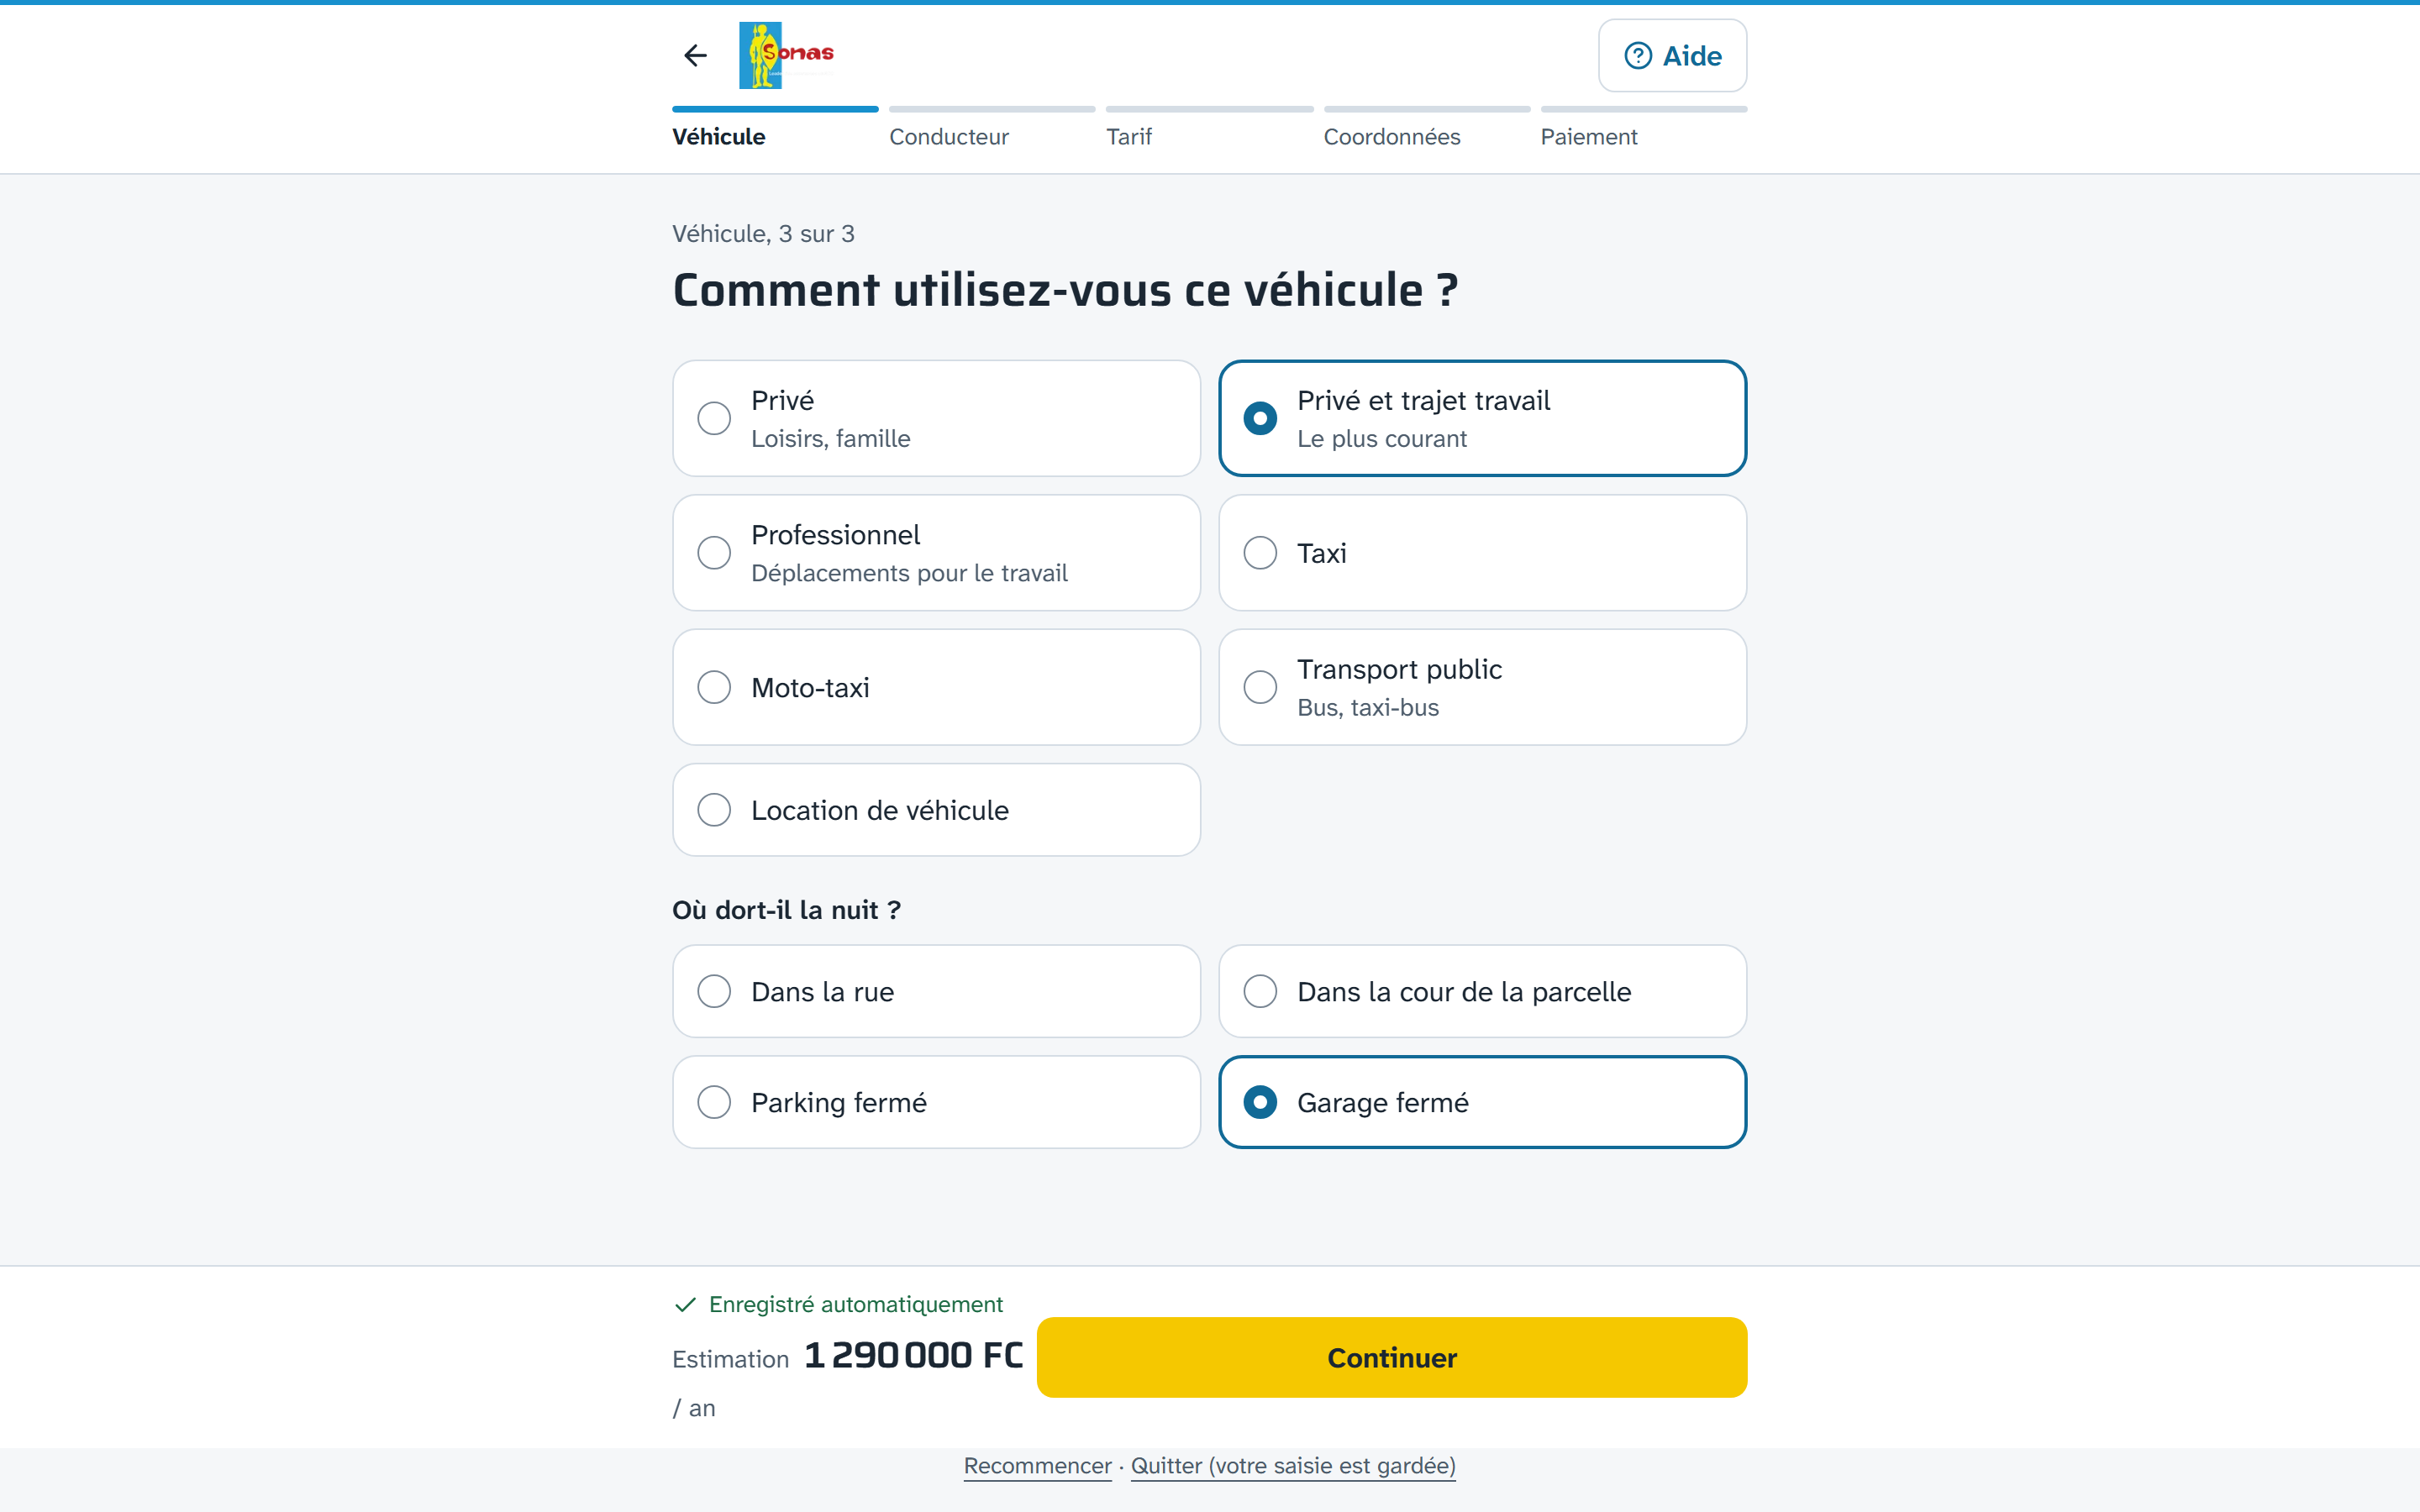 Sonas
Aide
Véhicule
Conducteur
Tarif
Coordonnées
Paiement
Véhicule, 3 sur 3
Comment utilisez-vous ce véhicule ?
Privé
Loisirs, famille
Privé et trajet travail
Le plus courant
Professionnel
Déplacements pour le travail
Taxi
Moto-taxi
Transport public
Bus, taxi-bus
Location de véhicule
Où dort-il la nuit ?
Dans la rue
Dans la cour de la parcelle
Parking fermé
Garage fermé
Enregistré automatiquement
Estimation 1 290 000 FC
/ an
Continuer
Recommencer · Quitter (votre saisie est gardée)